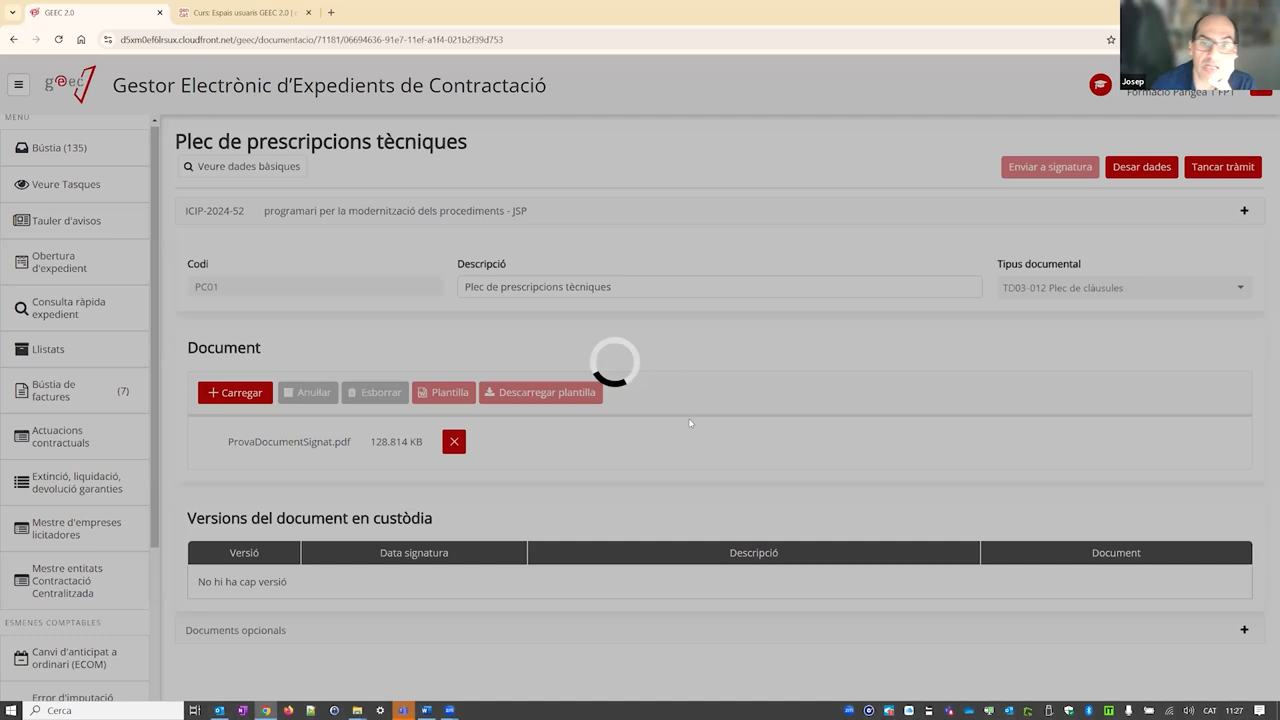 GEEC 2.0
Curs: Espais usuaris GEEC 2.0 | c
d5xm0ef6lrsux.cloudfront.net/geec/documentacio/71181/06694636-91e7-11ef-a1f4-021b2f39d753
Josep
geec
Gestor Electrònic d'Expedients de Contractació
Formació Pangea 1 FP1
MENÚ
Bústia (135)
Veure Tasques
Tauler d'avisos
Obertura
d'expedient
Consulta ràpida
expedient
Llistats
Bústia de
factures
(7)
Actuacions
contractuals
Extinció, liquidació,
devolució garanties
Mestre d'empreses
licitadores
Mestre entitats
Contractació
Centralitzada
ESMENES COMPTABLES
Canvi d'anticipat a
ordinari (ECOM)
Error d'imputació
Plec de prescripcions tècniques
Veure dades bàsiques
Enviar a signatura
Desar dades
Tancar tràmit
ICIP-2024-52 programari per la modernització dels procediments - JSP
Codi
Descripció
Tipus documental
PC01
Plec de prescripcions tècniques
TD03-012 Plec de clàusules
Document
Carregar
Anul·lar
Esborrar
Plantilla
Descarregar plantilla
ProvaDocumentSignat.pdf 128.814 KB
Versions del document en custòdia
Versió Data signatura Descripció Document
No hi ha cap versió
Documents opcionals
Cerca
CAT 11:27